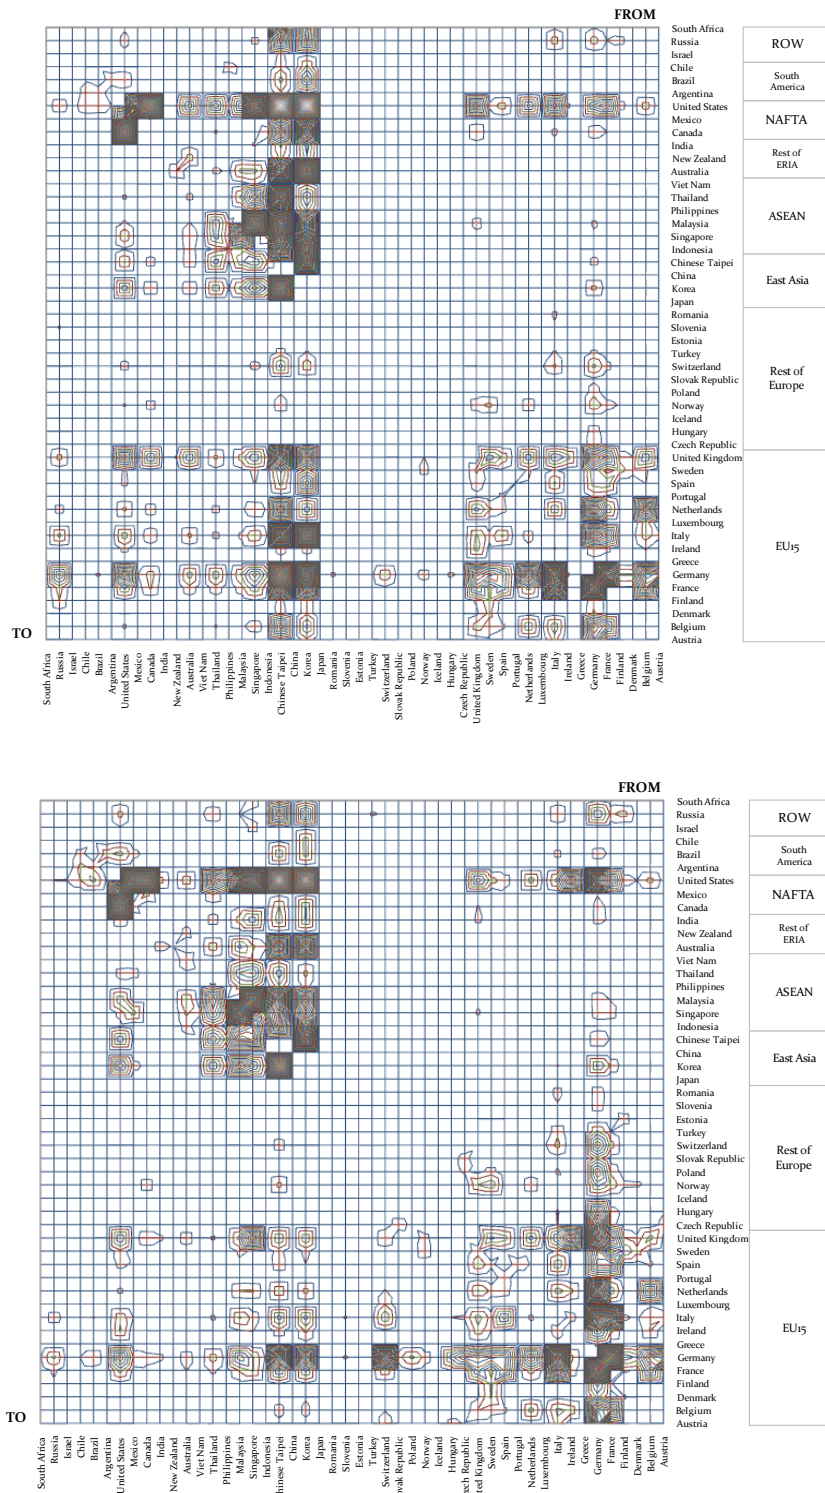 FROM
South Africa
Russia
Israel
Chile
Brazil
Argentina
United States
Mexico
Canada
India
New Zealand
Australia
Viet Nam
Thailand
Philippines
Malaysia
Singapore
Indonesia
Chinese Taipei
China
Korea
Japan
Romania
Slovenia
Estonia
Turkey
Switzerland
Slovak Republic
Poland
Norway
Iceland
Hungary
Czech Republic
United Kingdom
Sweden
Spain
Portugal
Netherlands
Luxembourg
Italy
Ireland
Greece
Germany
France
Finland
Denmark
Belgium
Austria
ROW
South
America
NAFTA
Rest of
ERIA
ASEAN
East Asia
Rest of
Europe
EU15
TO
South Africa
Russia
Israel
Chile
Brazil
Argentina
United States
Mexico
Canada
India
New Zealand
Australia
Viet Nam
Thailand
Philippines
Malaysia
Singapore
Indonesia
Chinese Taipei
China
Korea
Japan
Romania
Slovenia
Estonia
Turkey
Switzerland
Slovak Republic
Poland
Norway
Iceland
Hungary
Czech Republic
United Kingdom
Sweden
Spain
Portugal
Netherlands
Luxembourg
Italy
Ireland
Greece
Germany
France
Finland
Denmark
Belgium
Austria
FROM
South Africa
Russia
Israel
Chile
Brazil
Argentina
United States
Mexico
Canada
India
New Zealand
Australia
Viet Nam
Thailand
Philippines
Malaysia
Singapore
Indonesia
Chinese Taipei
China
Korea
Japan
Romania
Slovenia
Estonia
Turkey
Switzerland
Slovak Republic
Poland
Norway
Iceland
Hungary
Czech Republic
United Kingdom
Sweden
Spain
Portugal
Netherlands
Luxembourg
Italy
Ireland
Greece
Germany
France
Finland
Denmark
Belgium
Austria
ROW
South
America
NAFTA
Rest of
ERIA
ASEAN
East Asia
Rest of
Europe
EU15
TO
South Africa
Russia
Israel
Chile
Brazil
Argentina
United States
Mexico
Canada
India
New Zealand
Australia
Viet Nam
Thailand
Philippines
Malaysia
Singapore
Indonesia
hinese Taipei
China
Korea
Japan
Romania
Slovenia
Estonia
Turkey
Switzerland
ovak Republic
Poland
Norway
Iceland
Hungary
zech Republic
ited Kingdom
Sweden
Spain
Portugal
Netherlands
Luxembourg
Italy
Ireland
Greece
Germany
France
Finland
Denmark
Belgium
Austria